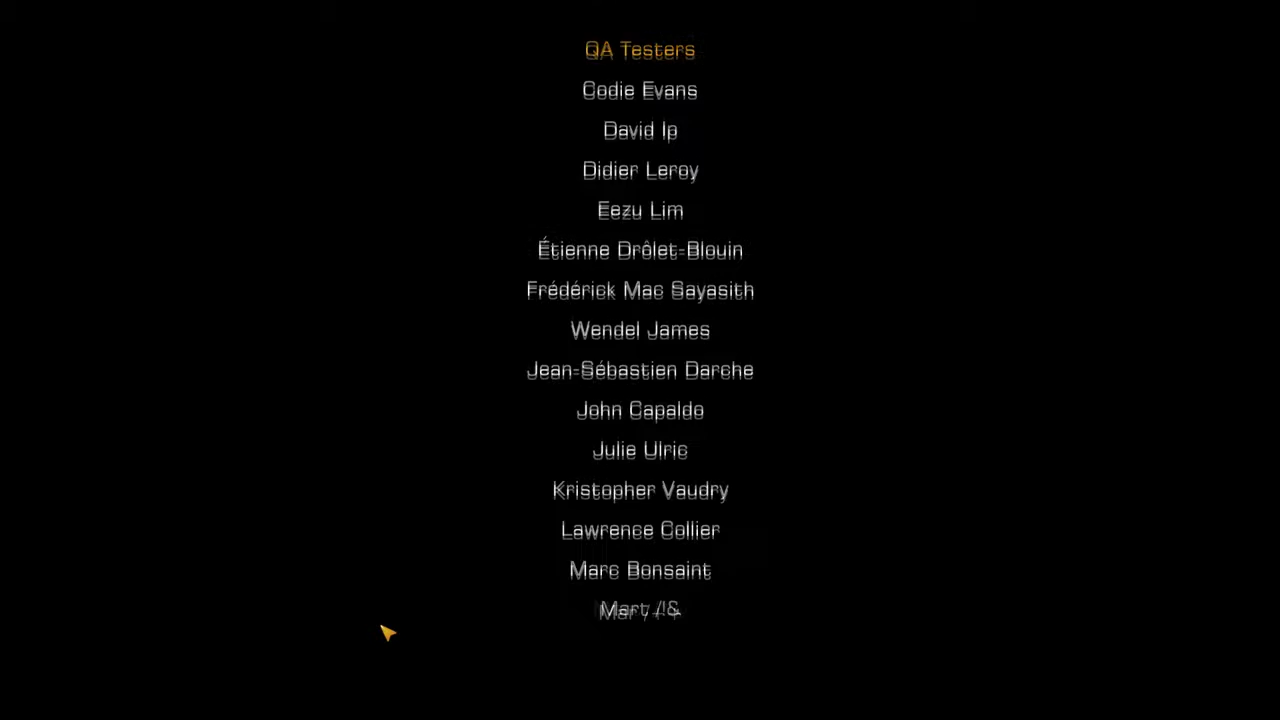 QA Testers
Codie Evans
David Ip
Didier Leroy
Eezu Lim
Étienne Drôlet-Blouin
Frédérick Mac Sayasith
Wendel James
Jean-Sébastien Darche
John Capaldo
Julie Ulric
Kristopher Vaudry
Lawrence Collier
Marc Bonsaint